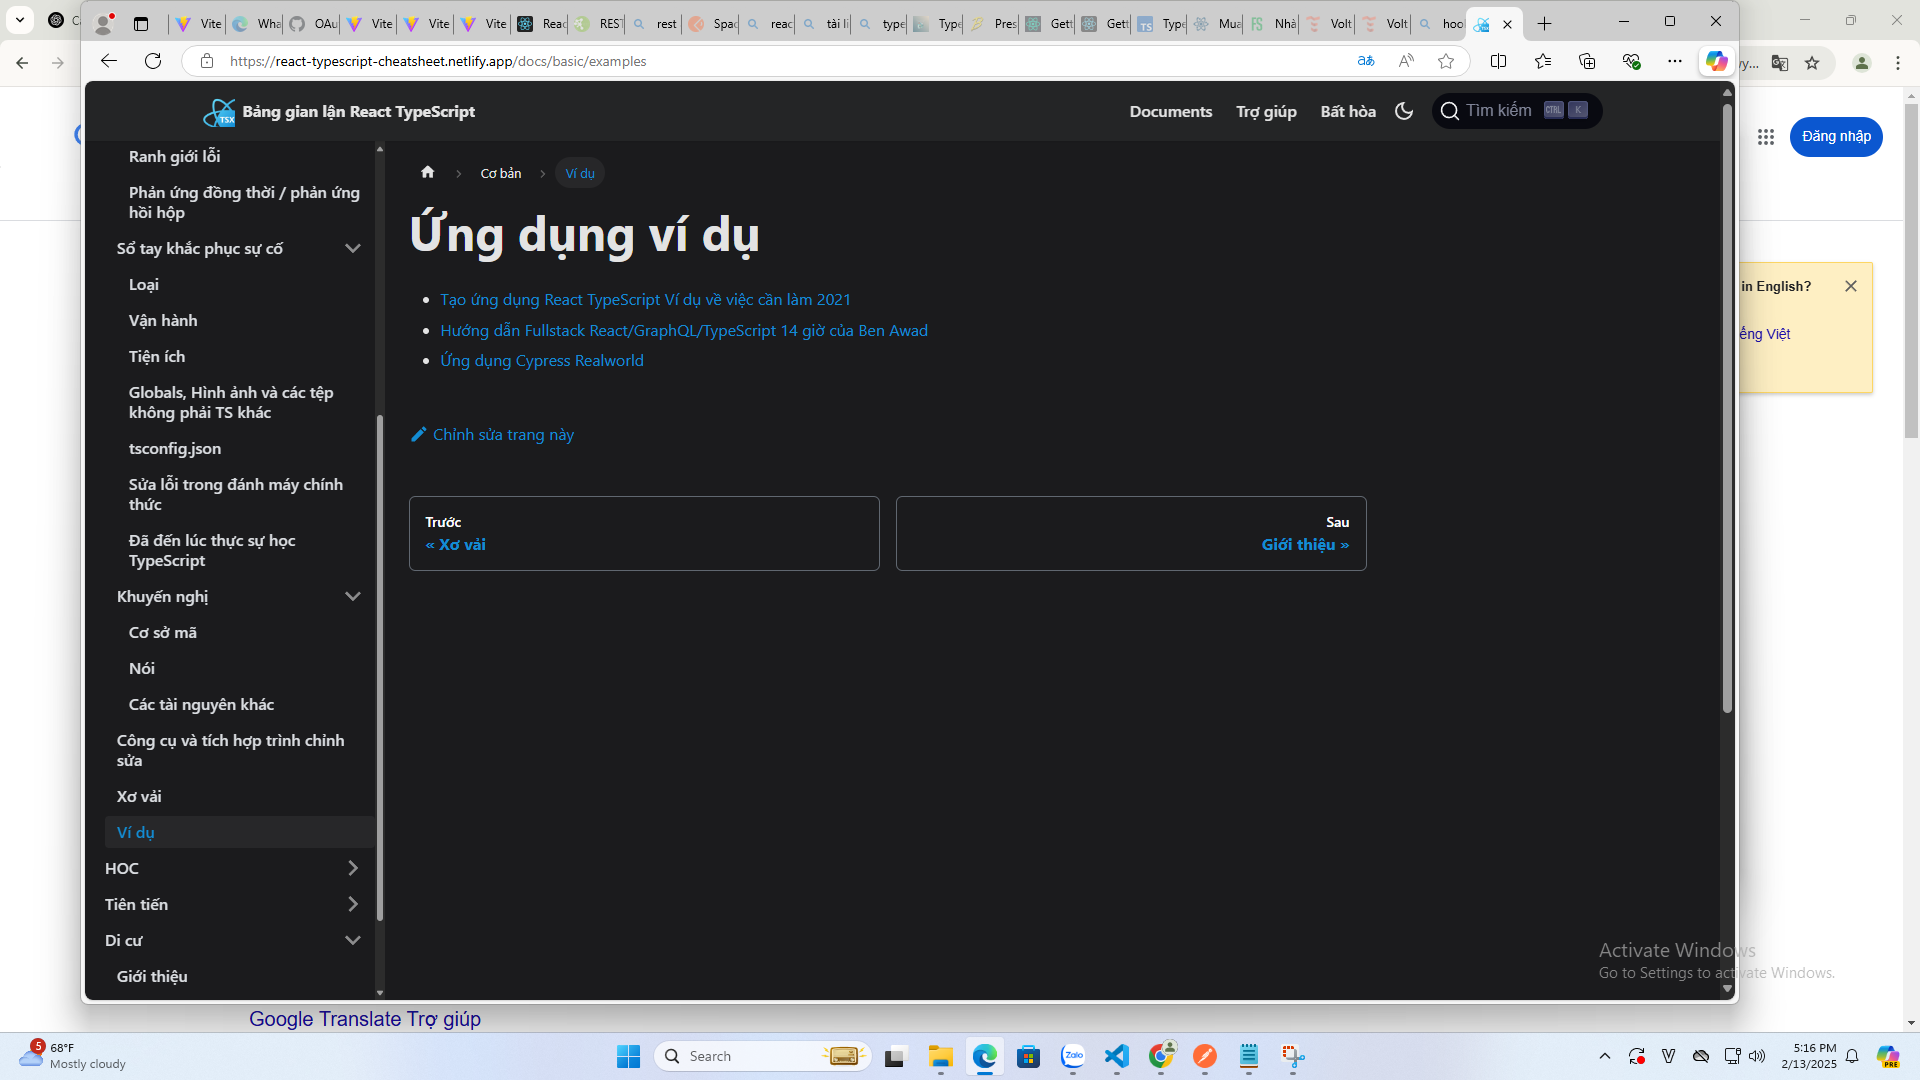 Vite
Wha
OAu
Vite
Vite
Vite
Reac
REST
rest
Spac
reac
tài li
type
Type
Pres
Gett
Gett
Type
Mua
Nhà
Volt
Volt
hool
https://react-typescript-cheatsheet.netlify.app/docs/basic/examples
Bảng gian lận React TypeScript
Documents
Trợ giúp
Bất hòa
Tìm kiếm
CTRL
K
Đăng nhập
Ranh giới lỗi
Phản ứng đồng thời / phản ứng
hồi hộp
Sổ tay khắc phục sự cố
Loại
Vận hành
Tiện ích
Globals, Hình ảnh và các tệp
không phải TS khác
tsconfig.json
Sửa lỗi trong đánh máy chính
thức
Đã đến lúc thực sự học
TypeScript
Khuyến nghị
Cơ sở mã
Nói
Các tài nguyên khác
Công cụ và tích hợp trình chỉnh
sửa
Xơ vải
Ví dụ
HOC
Tiên tiến
Di cư
Giới thiệu
Cơ bản
Ví dụ
Ứng dụng ví dụ
Tạo ứng dụng React TypeScript Ví dụ về việc cần làm 2021
Hướng dẫn Fullstack React/GraphQL/TypeScript 14 giờ của Ben Awad
Ứng dụng Cypress Realworld
Chỉnh sửa trang này
Trước
« Xơ vải
Sau
Giới thiệu »
in English?
iếng Việt
Activate Windows
Go to Settings to activate Windows.
Google Translate Trợ giúp
5
68°F
Mostly cloudy
Search
Zalo
5:16 PM
2/13/2025
PRE